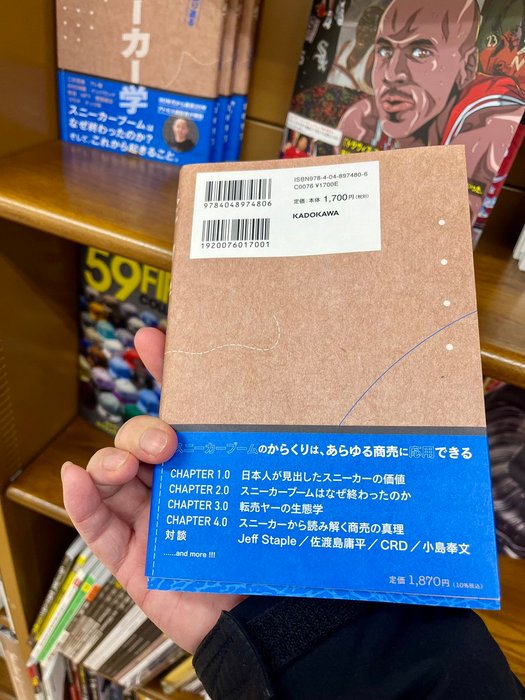 ーカー学
スニーカーブームは
なぜ終わったのか?
そして、これから起きること。
59FI
ISBN978-4-04-897480-6
C0076 ¥1700E
定価:本体 1,700円(税別)
KADOKAWA
9784048974806
1920076017001
スニーカーブームのからくりは、あらゆる商売に応用できる
CHAPTER 1.0 日本人が見出したスニーカーの価値
CHAPTER 2.0 スニーカーブームはなぜ終わったのか
CHAPTER 3.0 転売ヤーの生態学
CHAPTER 4.0 スニーカーから読み解く商売の真理
対談 Jeff Staple/佐渡島庸平/CRD/小島奉文
......and more !!!
定価 1,870円(10%税込)